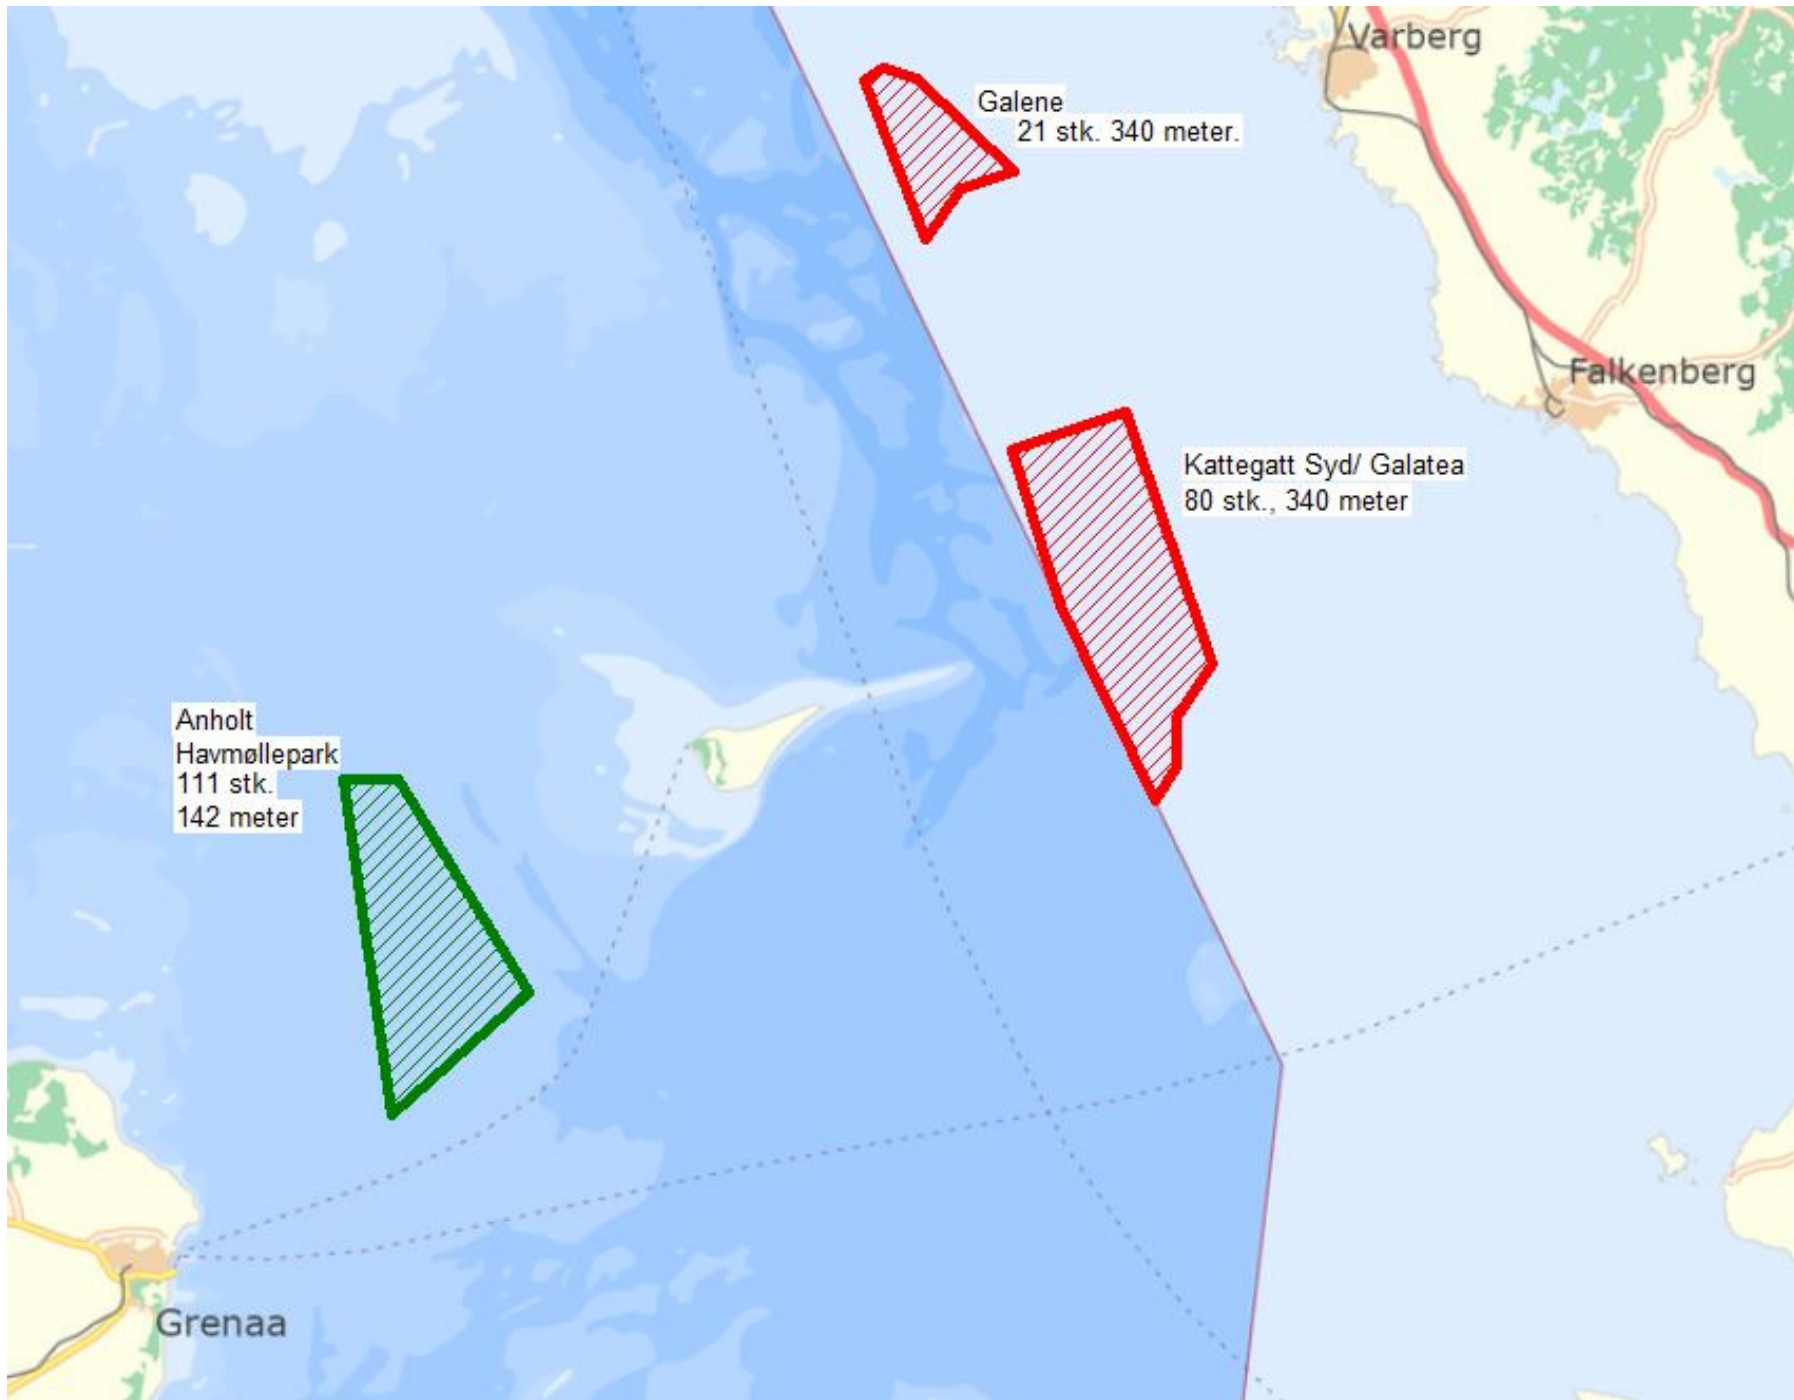 Varberg
Galene
21 stk. 340 meter.
Falkenberg
Kattegatt Syd/ Galatea
80 stk., 340 meter
Anholt
Havmøllepark
111 stk.
142 meter
Grenaa